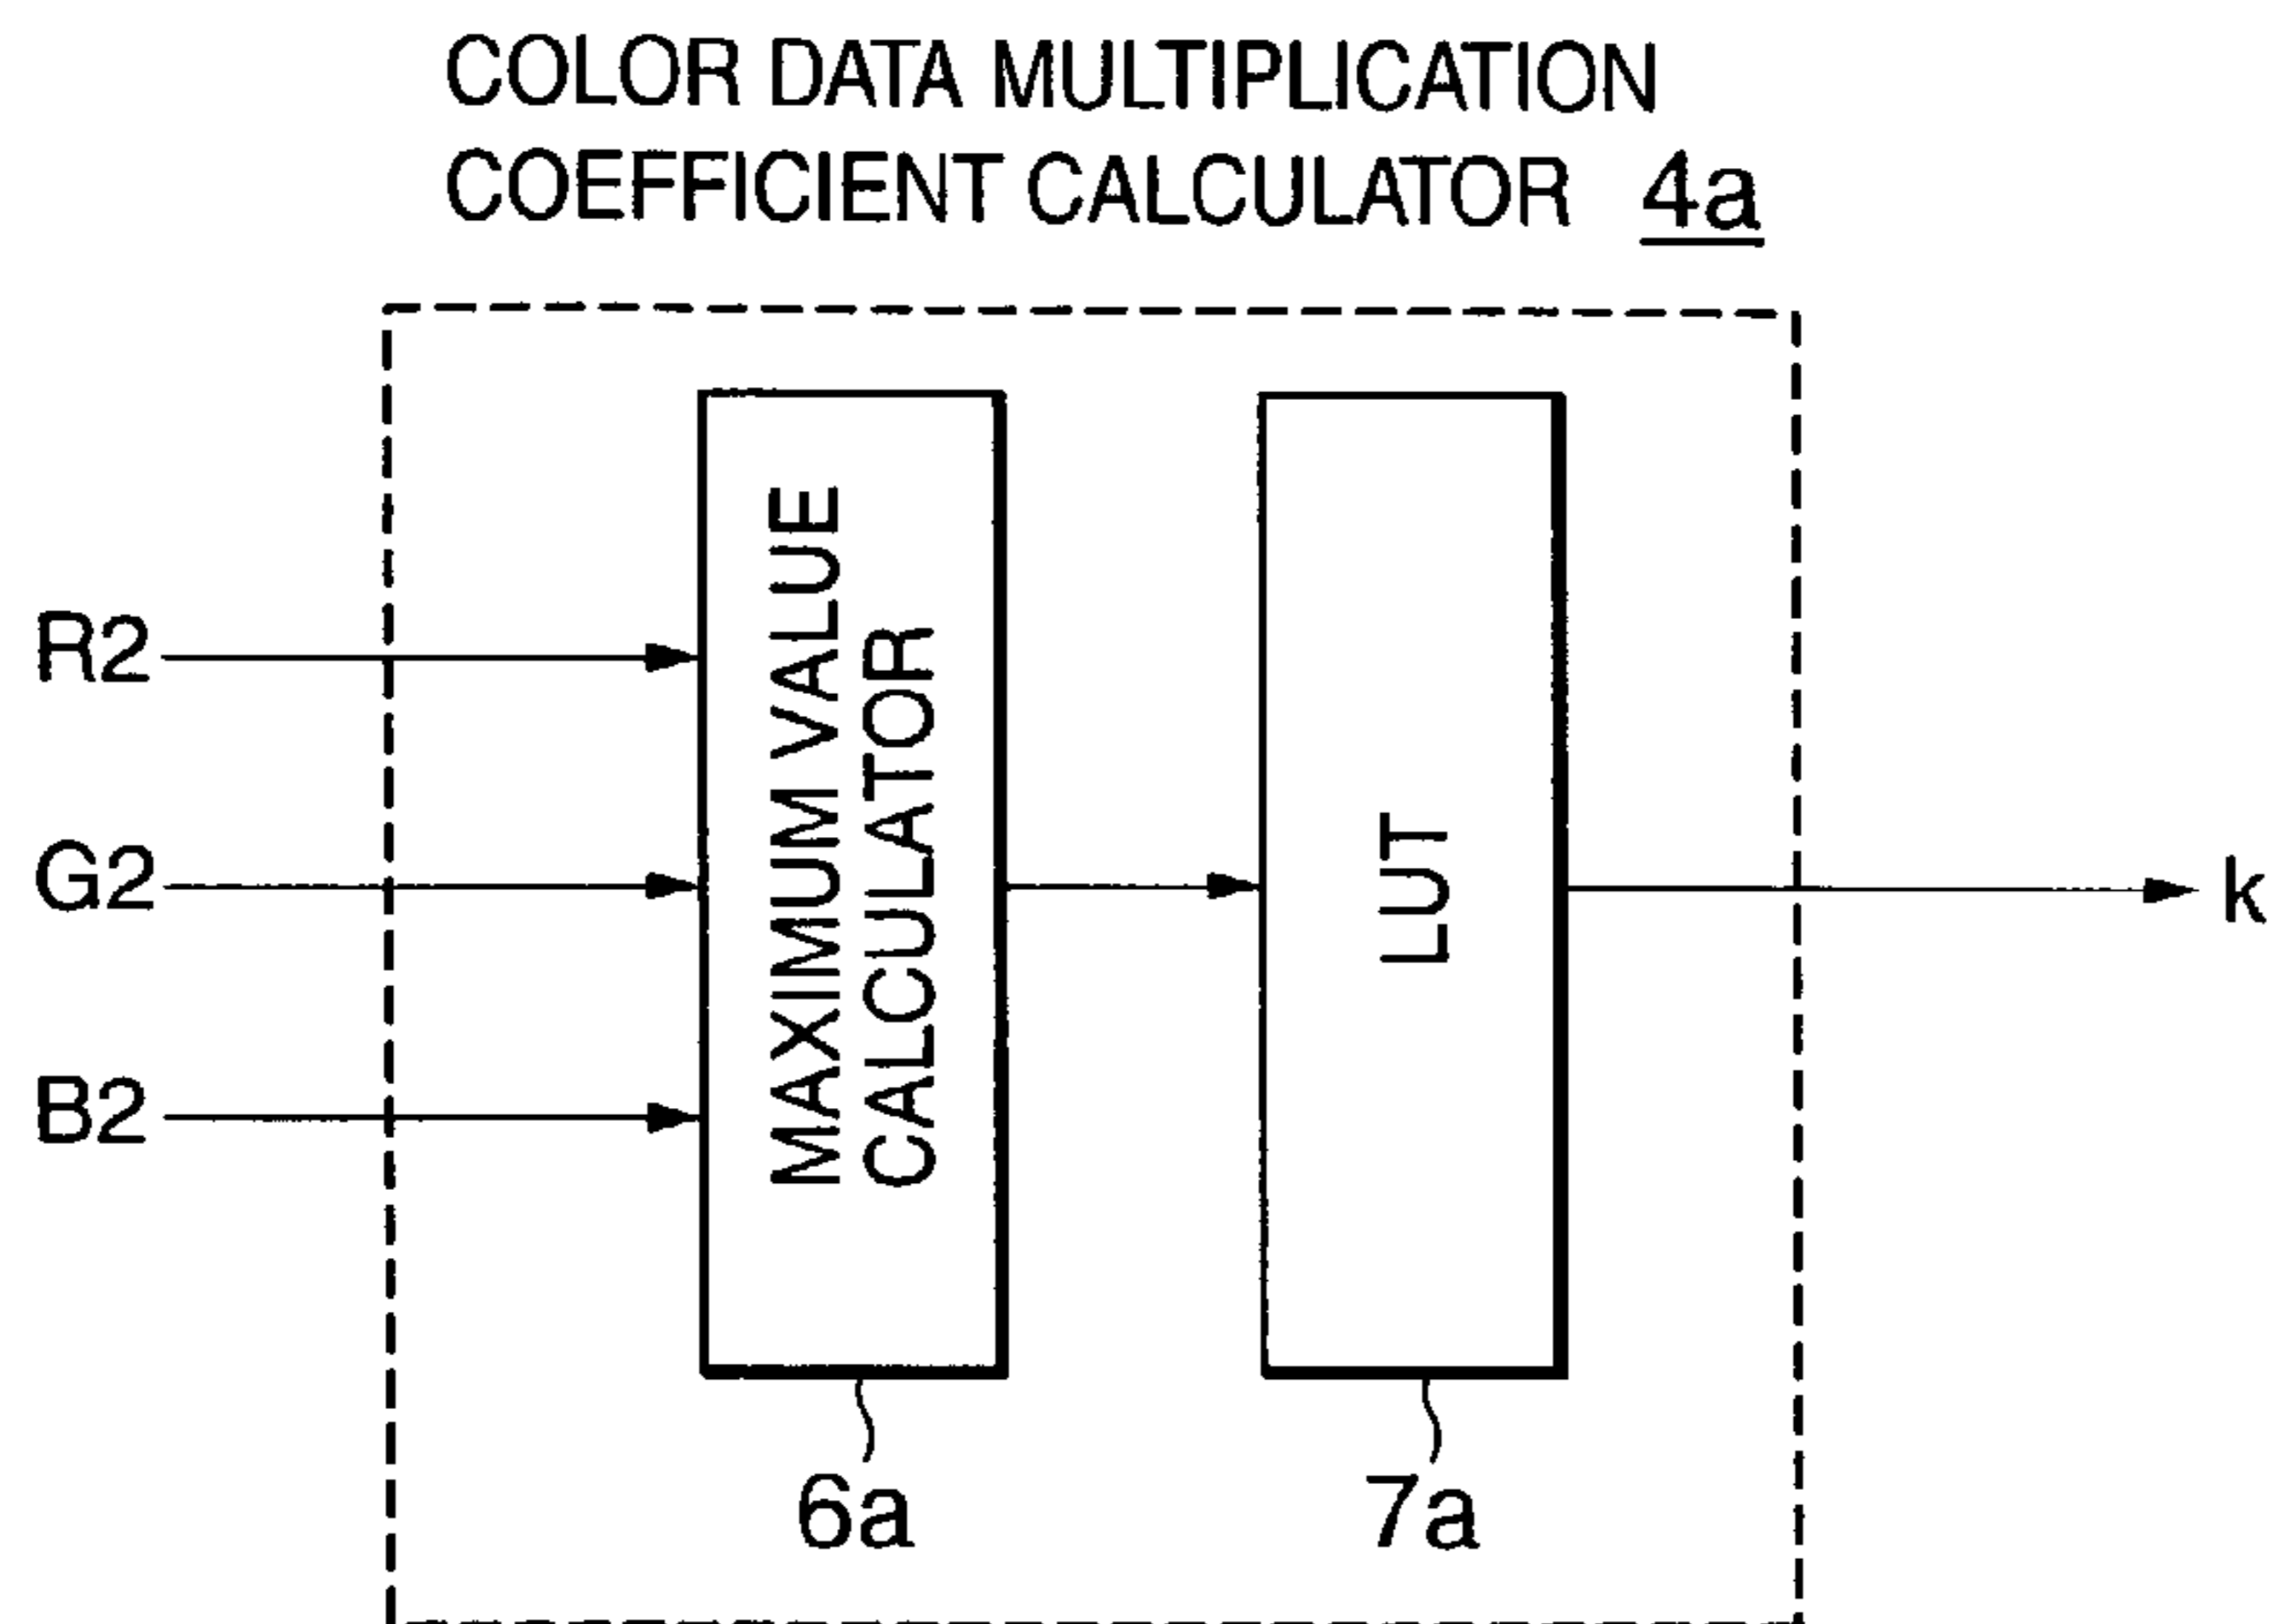 COLOR DATA MULTIPLICATION
COEFFICIENT CALCULATOR 4a
R2
G2
B2
MAXIMUM VALUE
CALCULATOR
LUT
k
6a
7a